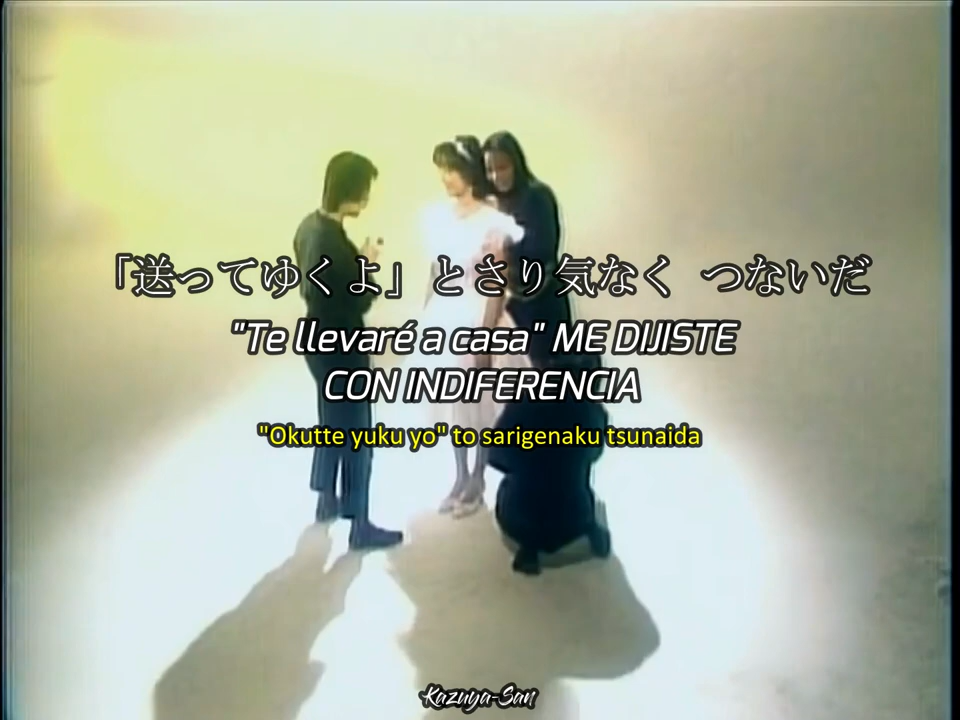 「送ってゆくよ」とさり気なく つないだ
"Te llevaré a casa" ME DIJISTE
CON INDIFERENCIA
"Okutte yuku yo" to sarigenaku tsunaida
Kazuya-San